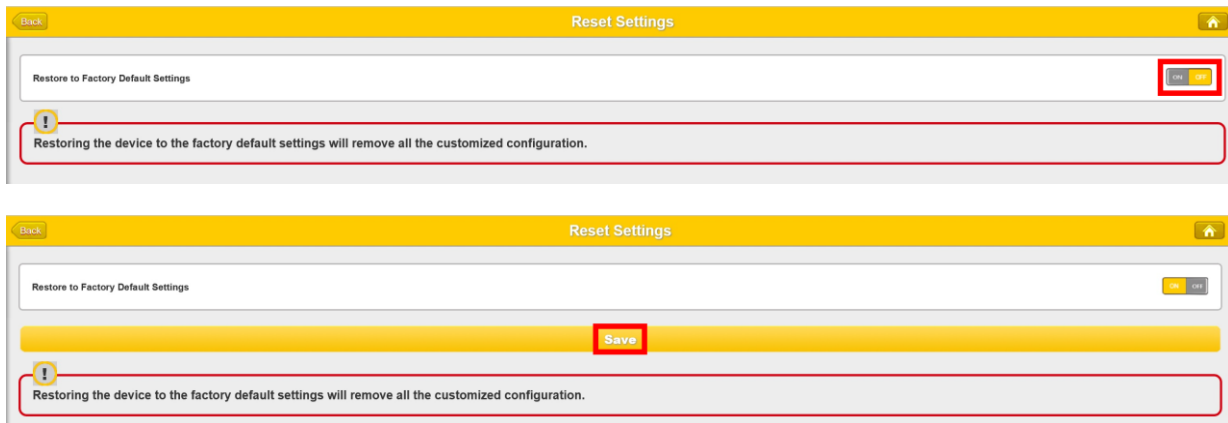 Back
Reset Settings
Restore to Factory Default Settings
ON OFF
!
Restoring the device to the factory default settings will remove all the customized configuration.
Back
Reset Settings
Restore to Factory Default Settings
ON OFF
Save
!
Restoring the device to the factory default settings will remove all the customized configuration.